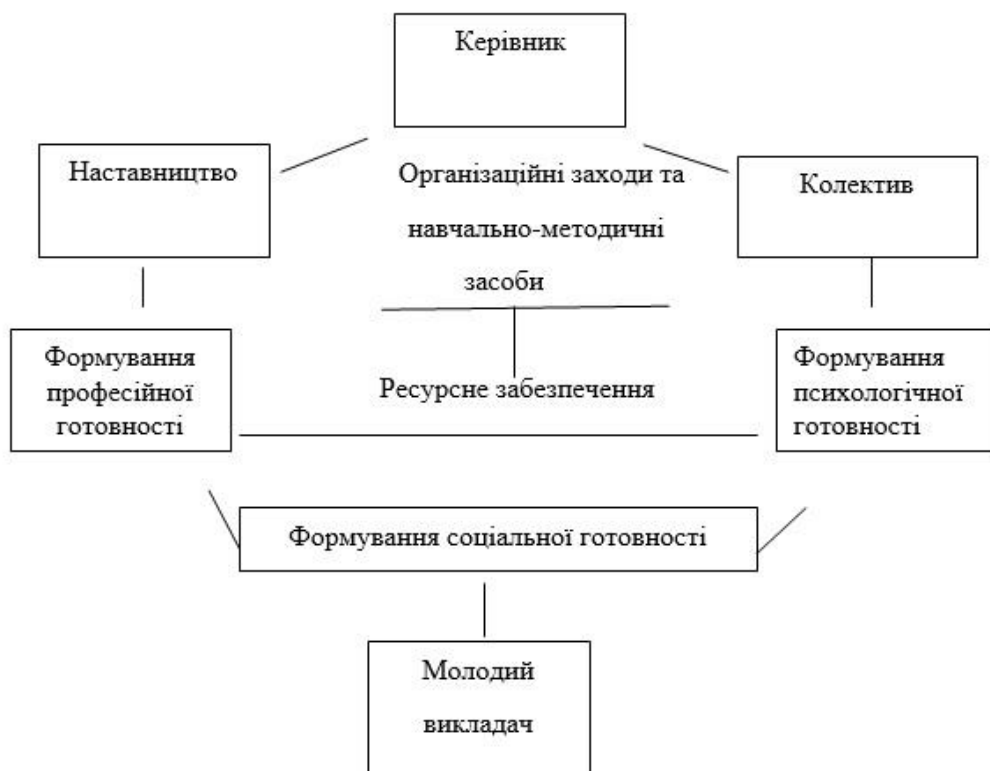 Керівник
Наставництво
Організаційні заходи та
навчально-методичні
засоби
Колектив
Формування
професійної
готовності
Ресурсне забезпечення
Формування
психологічної
готовності
Формування соціальної готовності
Молодий
викладач